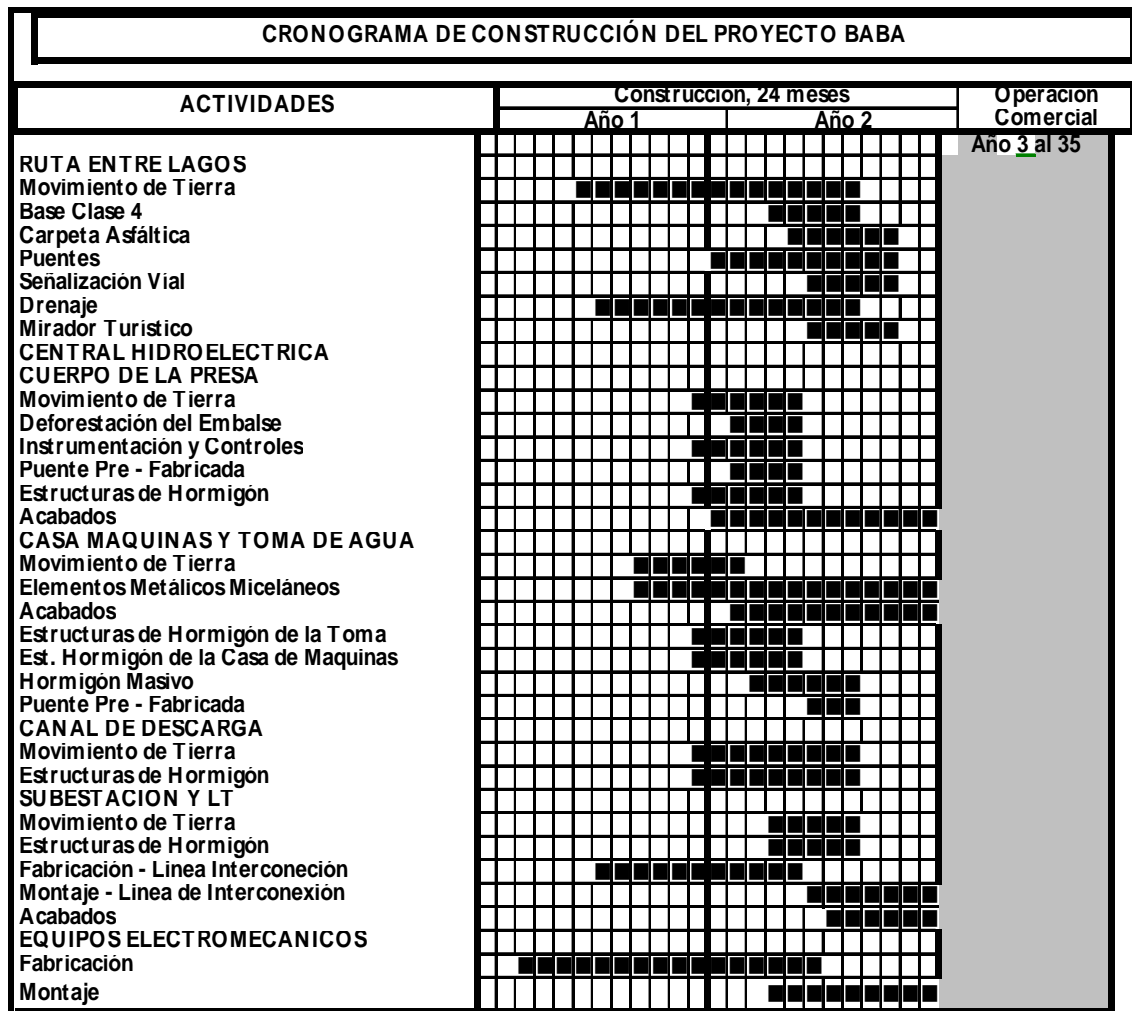 CRONOGRAMA DE CONSTRUCCIÓN DEL PROYECTO BABA
ACTIVIDADES
Construcción, 24 meses
Operación
Comercial
Año 1
Año 2
Año 3 al 35
RUTA ENTRE LAGOS
Movimiento de Tierra
Base Clase 4
Carpeta Asfáltica
Puentes
Señalización Vial
Drenaje
Mirador Turístico
CENTRAL HIDROELECTRICA
CUERPO DE LA PRESA
Movimiento de Tierra
Deforestación del Embalse
Instrumentación y Controles
Puente Pre - Fabricada
Estructuras de Hormigón
Acabados
CASA MAQUINAS Y TOMA DE AGUA
Movimiento de Tierra
Elementos Metálicos Miceláneos
Acabados
Estructuras de Hormigón de la Toma
Est. Hormigón de la Casa de Maquinas
Hormigón Masivo
Puente Pre - Fabricada
CANAL DE DESCARGA
Movimiento de Tierra
Estructuras de Hormigón
SUBESTACION Y LT
Movimiento de Tierra
Estructuras de Hormigón
Fabricación - Linea Interconeción
Montaje - Linea de Interconexión
Acabados
EQUIPOS ELECTROMECANICOS
Fabricación
Montaje